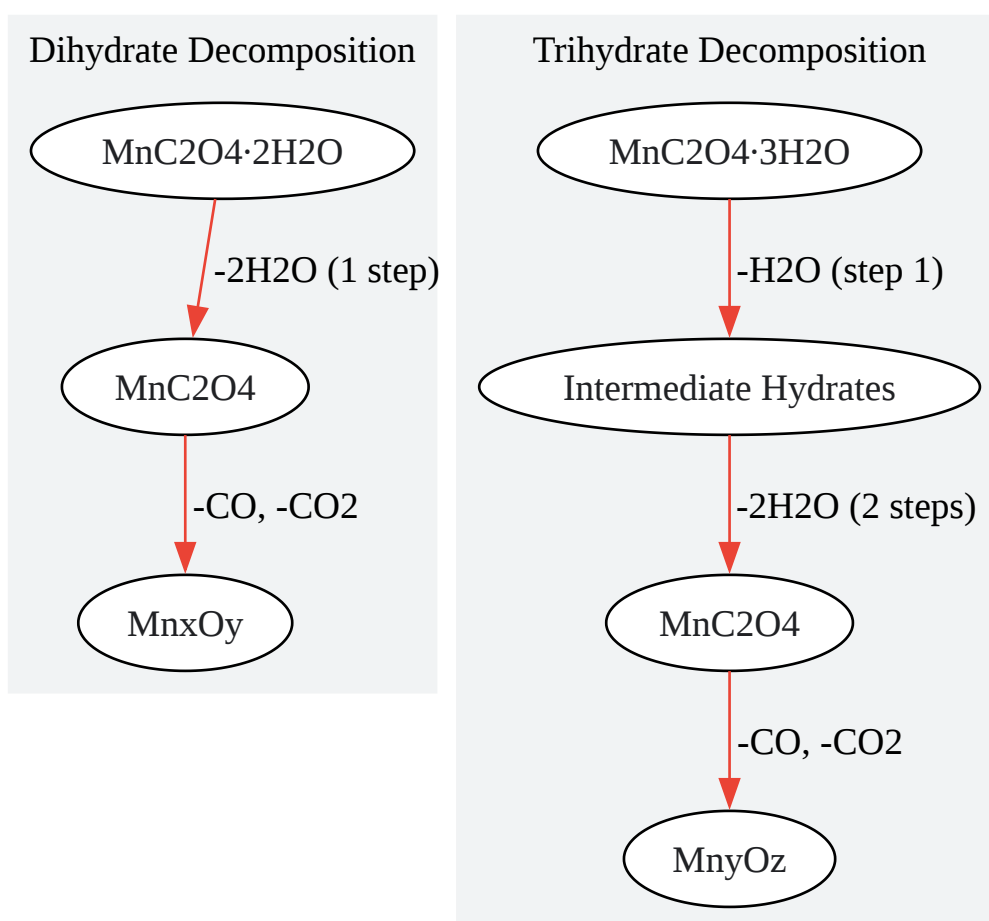 Dihydrate Decomposition
MnC2O4·2H2O
-2H2O (1 step)
MnC2O4
-CO, -CO2
MnxOy
Trihydrate Decomposition
MnC2O4·3H2O
-H2O (step 1)
Intermediate Hydrates
-2H2O (2 steps)
MnC2O4
-CO, -CO2
MnyOz